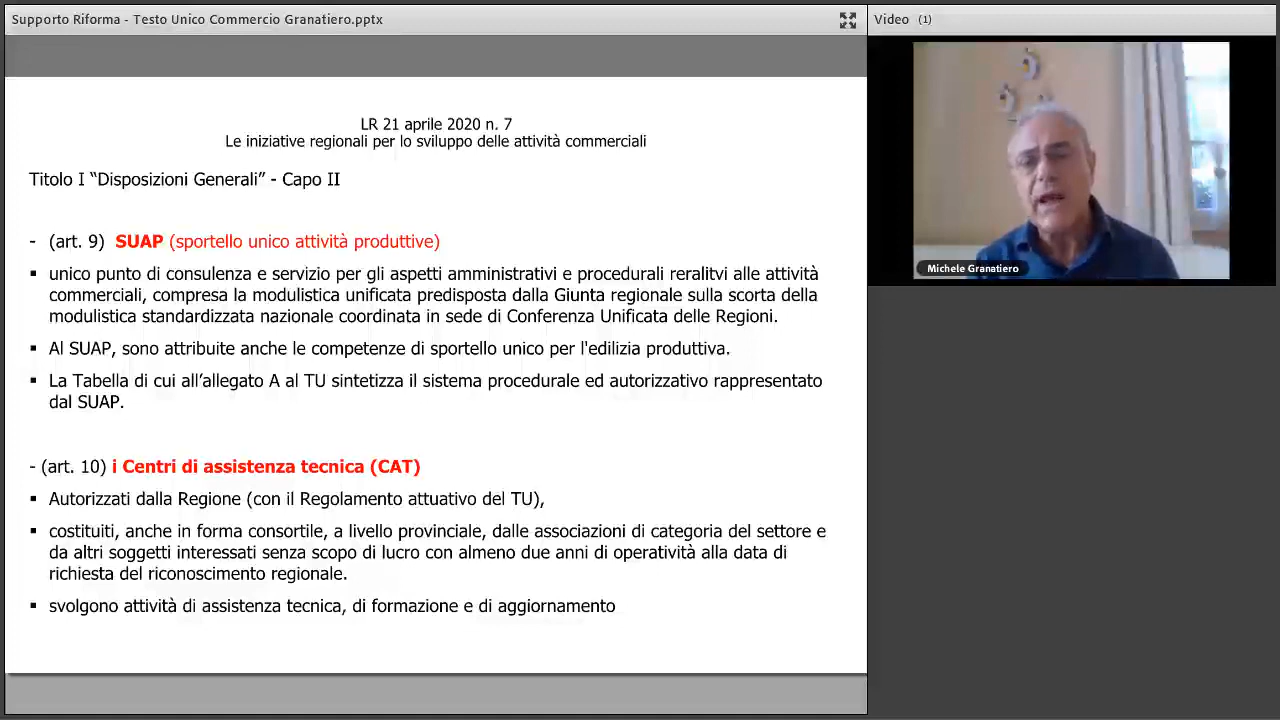 Supporto Riforma - Testo Unico Commercio Granatiero.pptx
Video (1)
LR 21 aprile 2020 n. 7
Le iniziative regionali per lo sviluppo delle attività commerciali
Titolo I “Disposizioni Generali” - Capo II
- (art. 9) SUAP (sportello unico attività produttive)
▪ unico punto di consulenza e servizio per gli aspetti amministrativi e procedurali reralitvi alle attività
commerciali, compresa la modulistica unificata predisposta dalla Giunta regionale sulla scorta della
modulistica standardizzata nazionale coordinata in sede di Conferenza Unificata delle Regioni.
▪ Al SUAP, sono attribuite anche le competenze di sportello unico per l'edilizia produttiva.
▪ La Tabella di cui all’allegato A al TU sintetizza il sistema procedurale ed autorizzativo rappresentato
dal SUAP.
- (art. 10) i Centri di assistenza tecnica (CAT)
▪ Autorizzati dalla Regione (con il Regolamento attuativo del TU),
▪ costituiti, anche in forma consortile, a livello provinciale, dalle associazioni di categoria del settore e
da altri soggetti interessati senza scopo di lucro con almeno due anni di operatività alla data di
richiesta del riconoscimento regionale.
▪ svolgono attività di assistenza tecnica, di formazione e di aggiornamento
Michele Granatiero